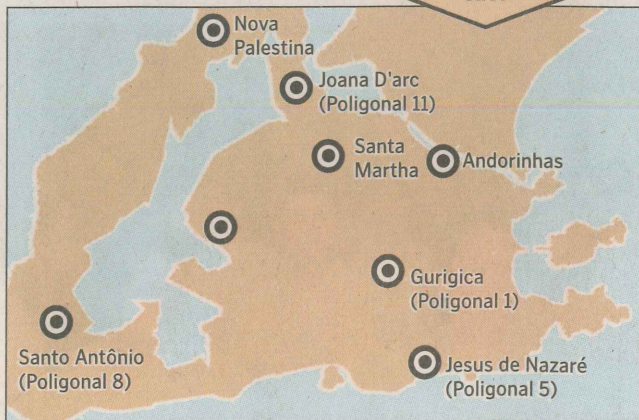 Nova
Palestina
Joana D'arc
(Poligonal 11)
Santa
Martha
Andorinhas
Gurigica
(Poligonal 1)
Santo Antônio
(Poligonal 8)
Jesus de Nazaré
(Poligonal 5)